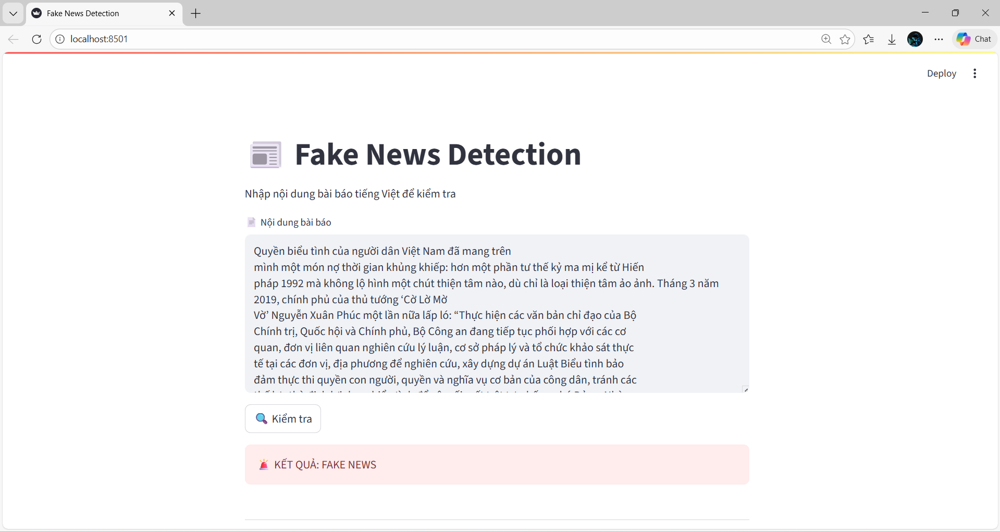 Fake News Detection
localhost:8501
Chat
Deploy
Fake News Detection
Nhập nội dung bài báo tiếng Việt để kiểm tra
Nội dung bài báo
Quyền biểu tình của người dân Việt Nam đã mang trên
mình một món nợ thời gian khủng khiếp: hơn một phần tư thế kỷ ma mị kể từ Hiến
pháp 1992 mà không lộ hình một chút thiện tâm nào, dù chỉ là loại thiện tâm ảo ảnh. Tháng 3 năm
2019, chính phủ của thủ tướng ‘Cờ Lờ Mờ
Vờ’ Nguyễn Xuân Phúc một lần nữa lấp ló: “Thực hiện các văn bản chỉ đạo của Bộ
Chính trị, Quốc hội và Chính phủ, Bộ Công an đang tiếp tục phối hợp với các cơ
quan, đơn vị liên quan nghiên cứu lý luận, cơ sở pháp lý và tổ chức khảo sát thực
tế tại các đơn vị, địa phương để nghiên cứu, xây dựng dự án Luật Biểu tình bảo
đảm thực thi quyền con người, quyền và nghĩa vụ cơ bản của công dân, tránh các
Kiểm tra
KẾT QUẢ: FAKE NEWS